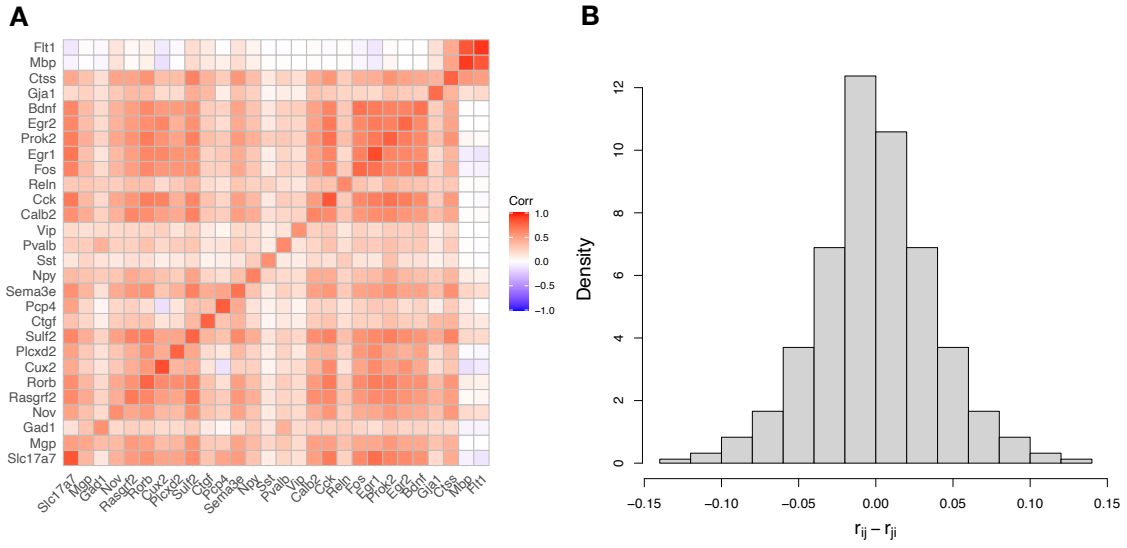 A
B
Flt1
Mbp
Ctss
Gja1
Bdnf
Egr2
Prok2
Egr1
Fos
Reln
Cck
Calb2
Vip
Pvalb
Sst
Npy
Sema3e
Pcp4
Ctgf
Sulf2
Plcxd2
Cux2
Rorb
Rasgrf2
Nov
Gad1
Mgp
Slc17a7
Slc17a7 Mgp Gad1 Nov Rasgrf2 Rorb Cux2 Plcxd2 Sulf2 Ctgf Pcp4 Sema3e Npy Sst Pvalb Vip Calb2 Cck Reln Fos Egr1 Prok2 Egr2 Bdnf Gja1 Ctss Mbp Flt1
Corr
1.0
0.5
0.0
−0.5
−1.0
Density
12
10
8
6
4
2
0
−0.15 −0.10 −0.05 0.00 0.05 0.10 0.15
r_ij − r_ji